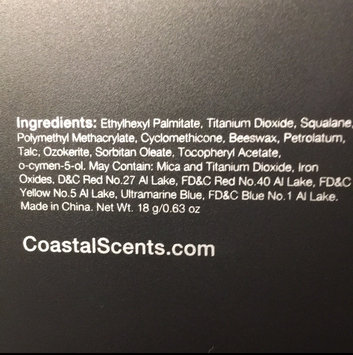 Ingredients: Ethylhexyl Palmitate, Titanium Dioxide, Squalane,
Polymethyl Methacrylate, Cyclomethicone, Beeswax, Petrolatum,
Talc, Ozokerite, Sorbitan Oleate, Tocopheryl Acetate,
o-cymen-5-ol. May Contain: Mica and Titanium Dioxide, Iron
Oxides, D&C Red No.27 Al Lake, FD&C Red No.40 Al Lake, FD&C
Yellow No.5 Al Lake, Ultramarine Blue, FD&C Blue No.1 Al Lake.
Made in China. Net Wt. 18 g/0.63 oz
CoastalScents.com